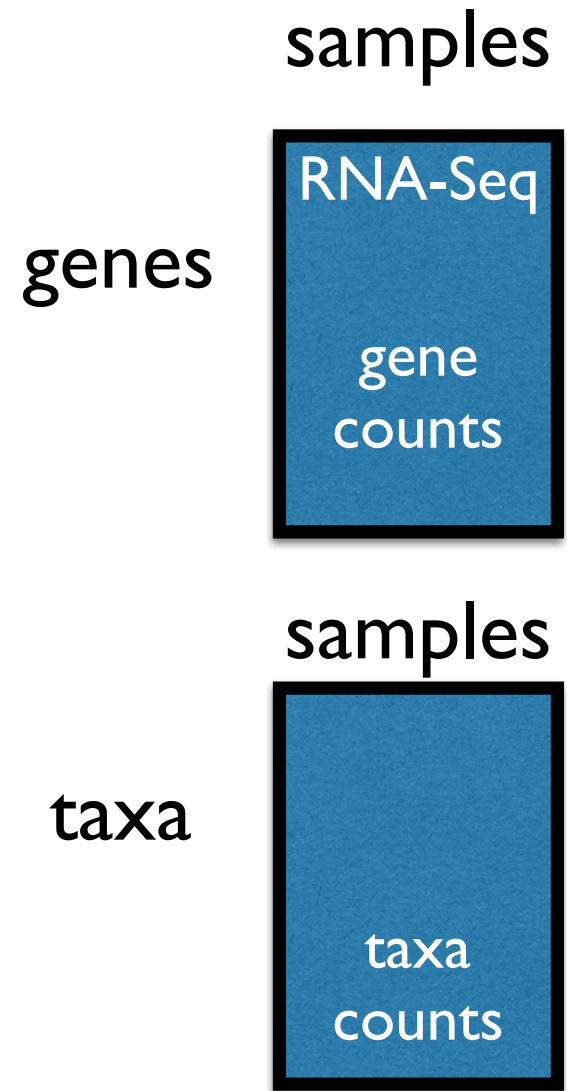 samples
RNA-Seq
genes
gene
counts
samples
taxa
taxa
counts